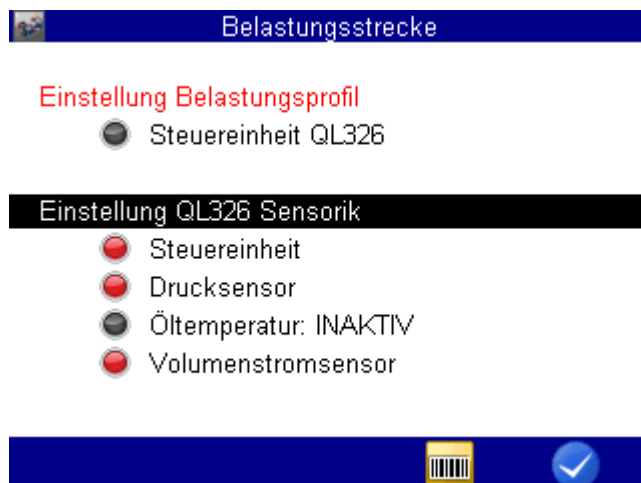 Belastungsstrecke
Einstellung Belastungsprofil
Steuereinheit QL326
Einstellung QL326 Sensorik
Steuereinheit
Drucksensor
Öltemperatur: INAKTIV
Volumenstromsensor